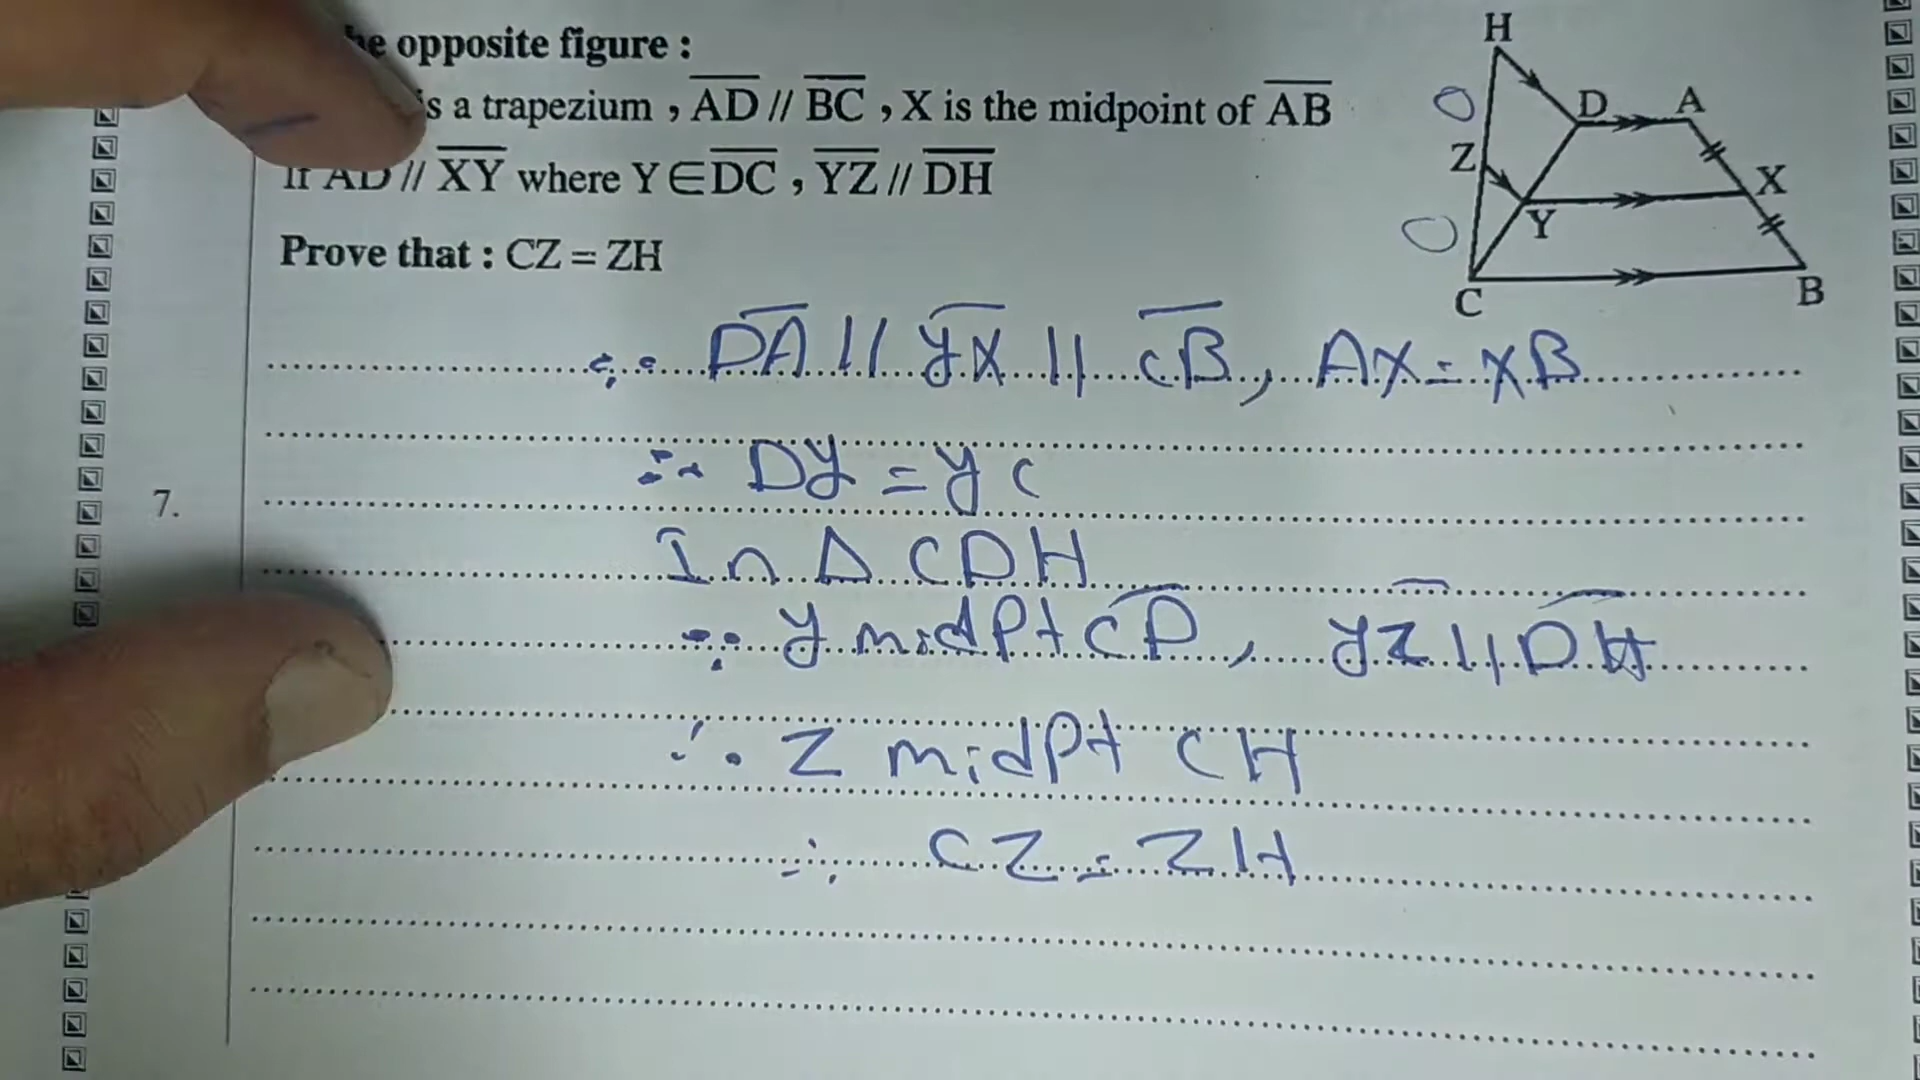 he opposite figure :
is a trapezium , AD // BC , X is the midpoint of AB
If AD // XY where Y ∈ DC , YZ // DH
Prove that : CZ = ZH
H
D
A
Z
X
Y
C
B
∵ DA // YX // CB, AX = XB
∴ DY = YC
7.
In Δ CDH
∵ Y midPt CD, YZ // DH
∴ Z midPt CH
∴ CZ = ZH